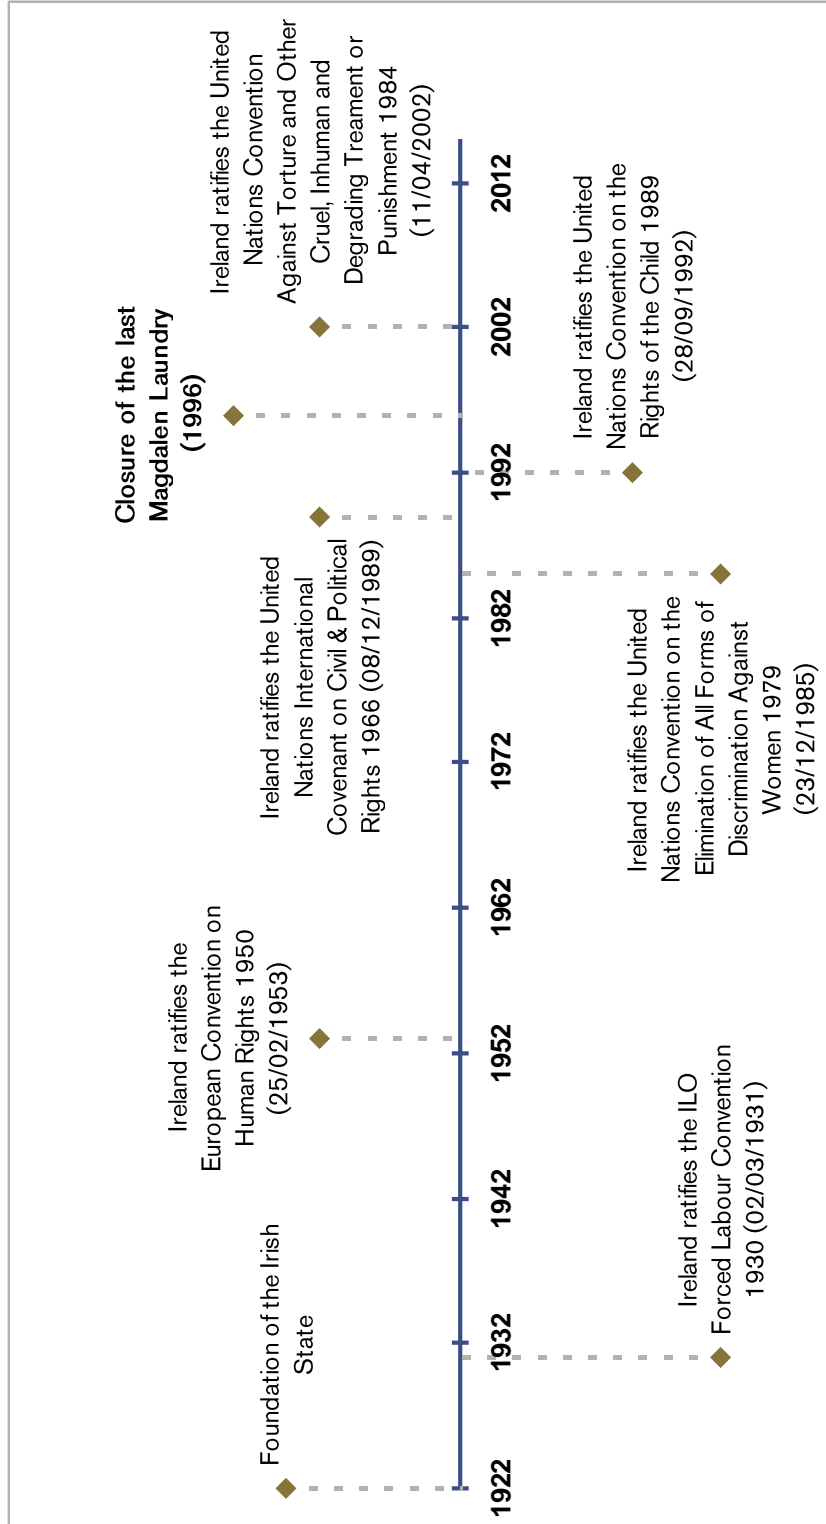 Foundation of the Irish
State
Ireland ratifies the
European Convention on
Human Rights 1950
(25/02/1953)
Ireland ratifies the United
Nations International
Covenant on Civil & Political
Rights 1966 (08/12/1989)
Closure of the last
Magdalen Laundry
(1996)
Ireland ratifies the United
Nations Convention
Against Torture and Other
Cruel, Inhuman and
Degrading Treament or
Punishment 1984
(11/04/2002)
1922
1932
1942
1952
1962
1972
1982
1992
2002
2012
Ireland ratifies the ILO
Forced Labour Convention
1930 (02/03/1931)
Ireland ratifies the United
Nations Convention on the
Elimination of All Forms of
Discrimination Against
Women 1979
(23/12/1985)
Ireland ratifies the United
Nations Convention on the
Rights of the Child 1989
(28/09/1992)